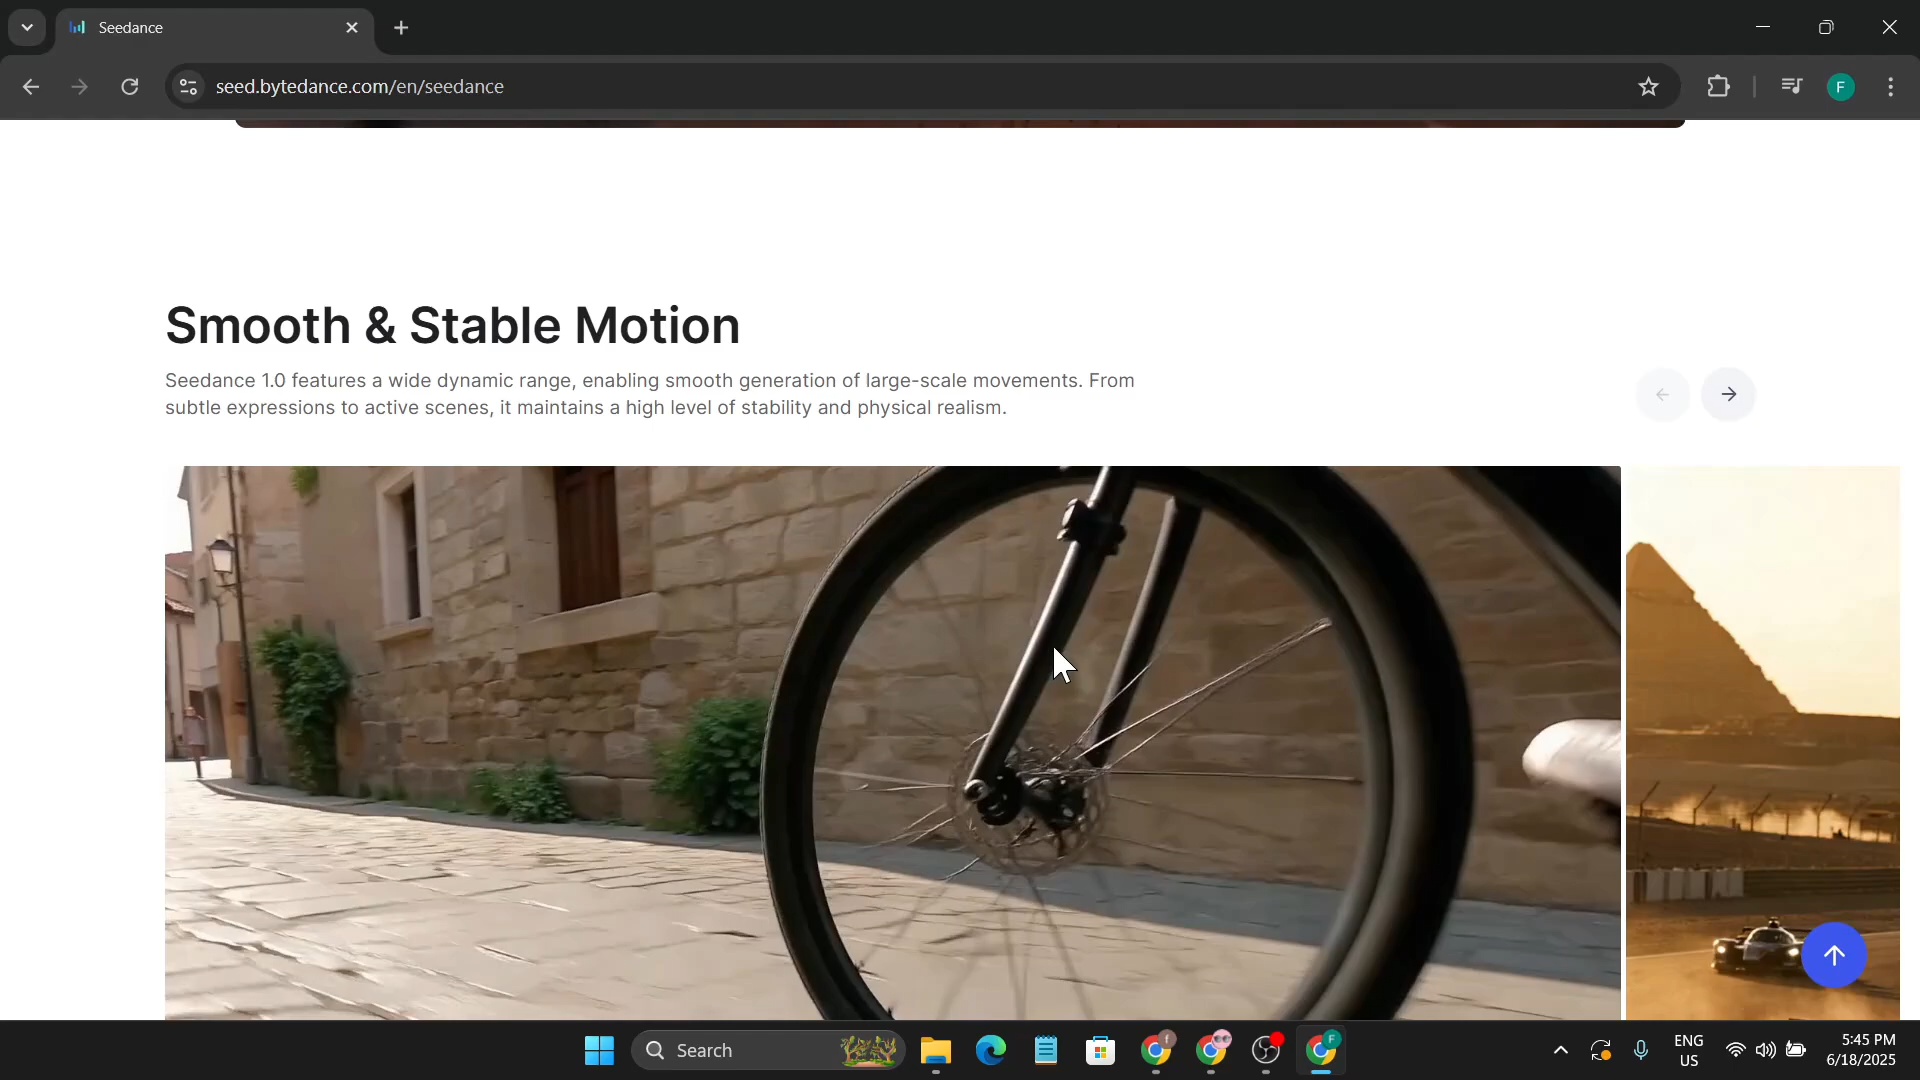 Seedance
seed.bytedance.com/en/seedance
F
Smooth & Stable Motion
Seedance 1.0 features a wide dynamic range, enabling smooth generation of large-scale movements. From
subtle expressions to active scenes, it maintains a high level of stability and physical realism.
Search
f
F
ENG
US
5:45 PM
6/18/2025